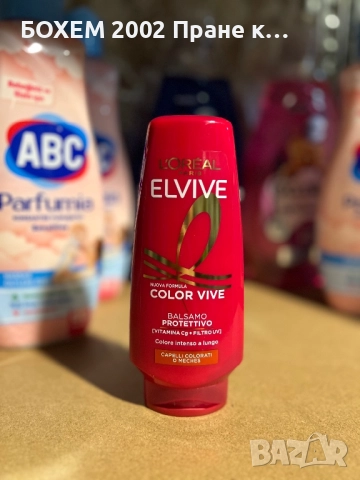 БОХЕМ 2002 Пране к...
ABC
Parfumia
L'ORÉAL
PARIS
ELVIVE
NUOVA FORMULA
COLOR VIVE
BALSAMO
PROTETTIVO
[VITAMINA Cg + FILTRO UV]
Colore intenso a lungo
CAPELLI COLORATI
O MECHES
BAZAR